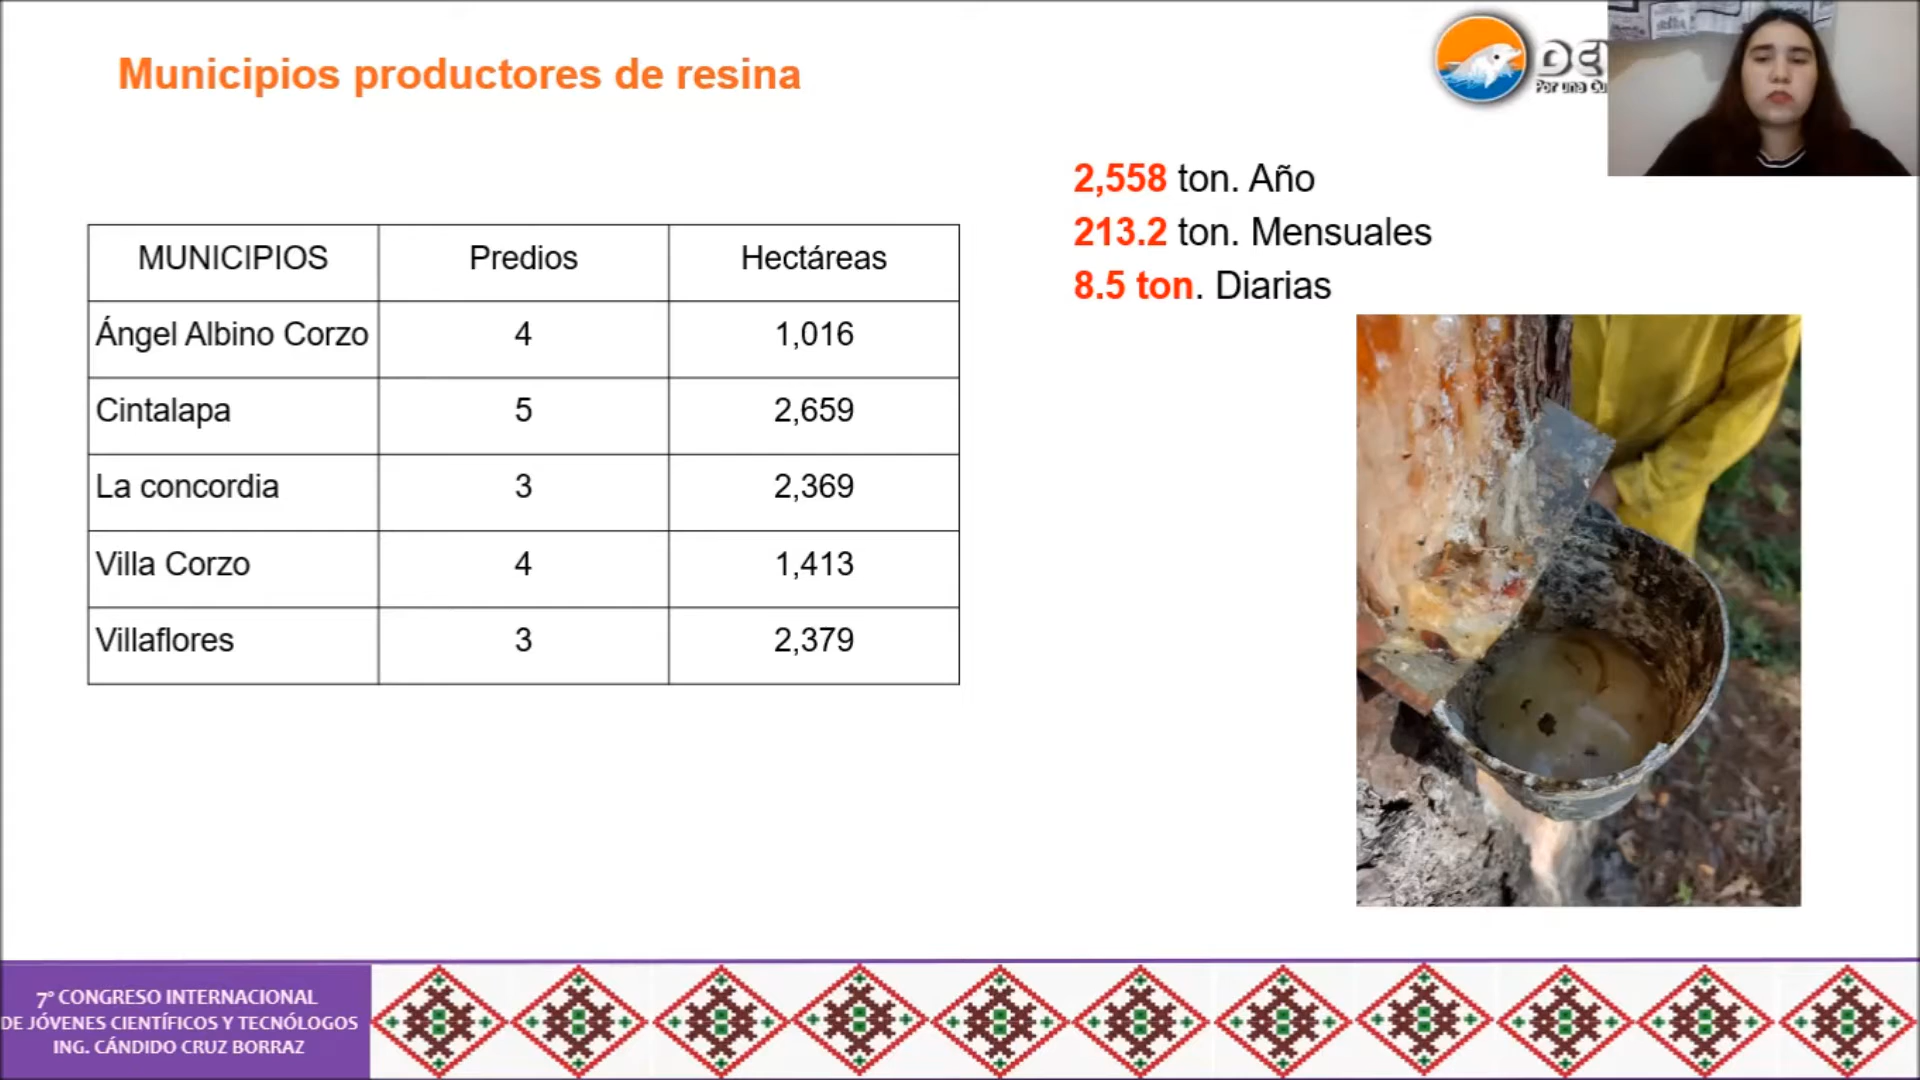 Municipios productores de resina
Por una
2,558 ton. Año
213.2 ton. Mensuales
8.5 ton. Diarias
MUNICIPIOS Predios Hectáreas
Ángel Albino Corzo 4 1,016
Cintalapa 5 2,659
La concordia 3 2,369
Villa Corzo 4 1,413
Villaflores 3 2,379
7° CONGRESO INTERNACIONAL
DE JÓVENES CIENTÍFICOS Y TECNÓLOGOS
ING. CÁNDIDO CRUZ BORRAZ